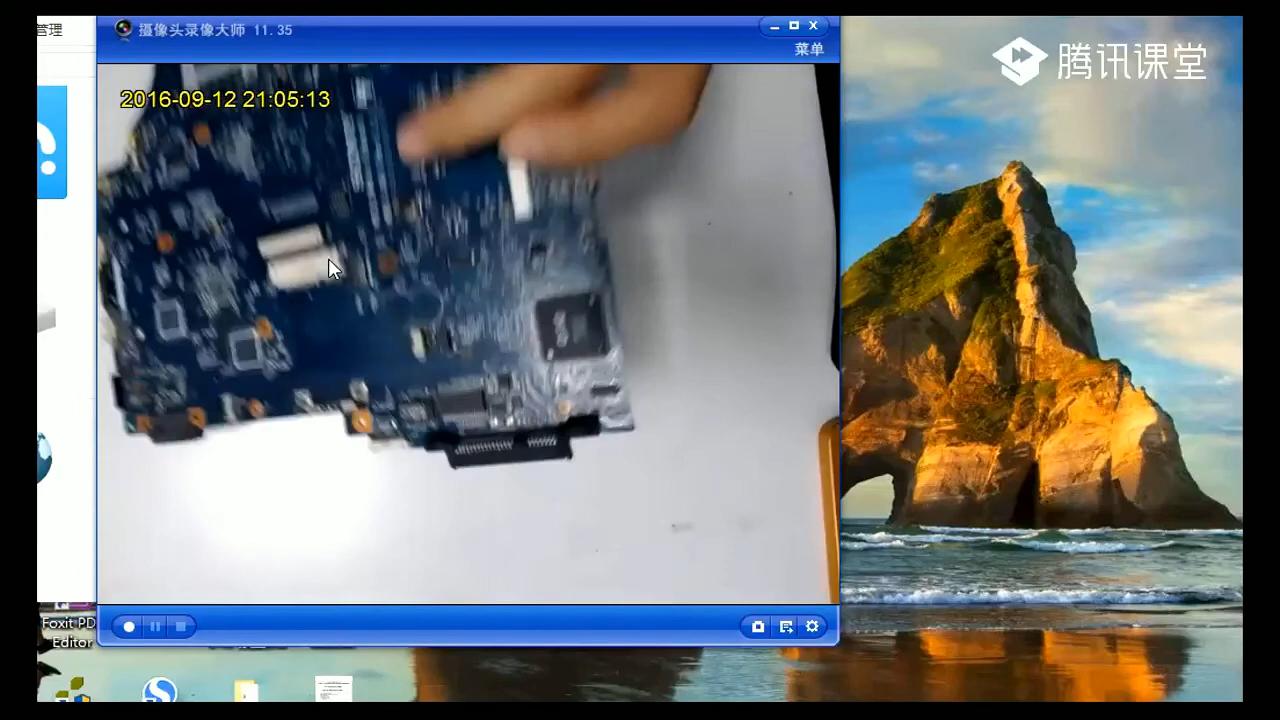 管理
摄像头录像大师 11.35
菜单
腾讯课堂
2016-09-12 21:05:13
Foxit PD
Editor